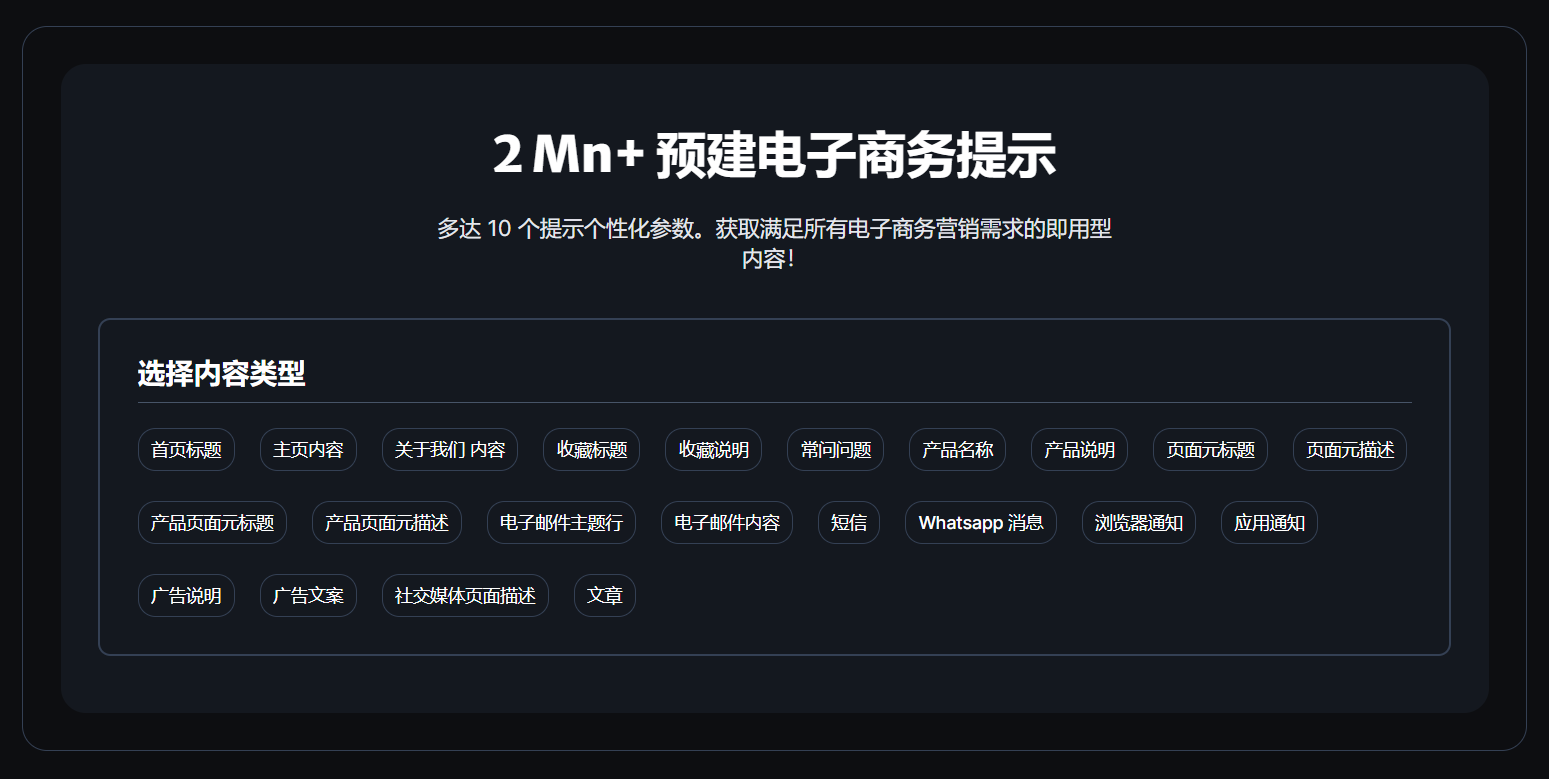 2 Mn+ 预建电子商务提示
多达 10 个提示个性化参数。获取满足所有电子商务营销需求的即用型
内容！
选择内容类型
首页标题 主页内容 关于我们 内容 收藏标题 收藏说明 常问问题 产品名称 产品说明 页面元标题 页面元描述
产品页面元标题 产品页面元描述 电子邮件主题行 电子邮件内容 短信 Whatsapp 消息 浏览器通知 应用通知
广告说明 广告文案 社交媒体页面描述 文章